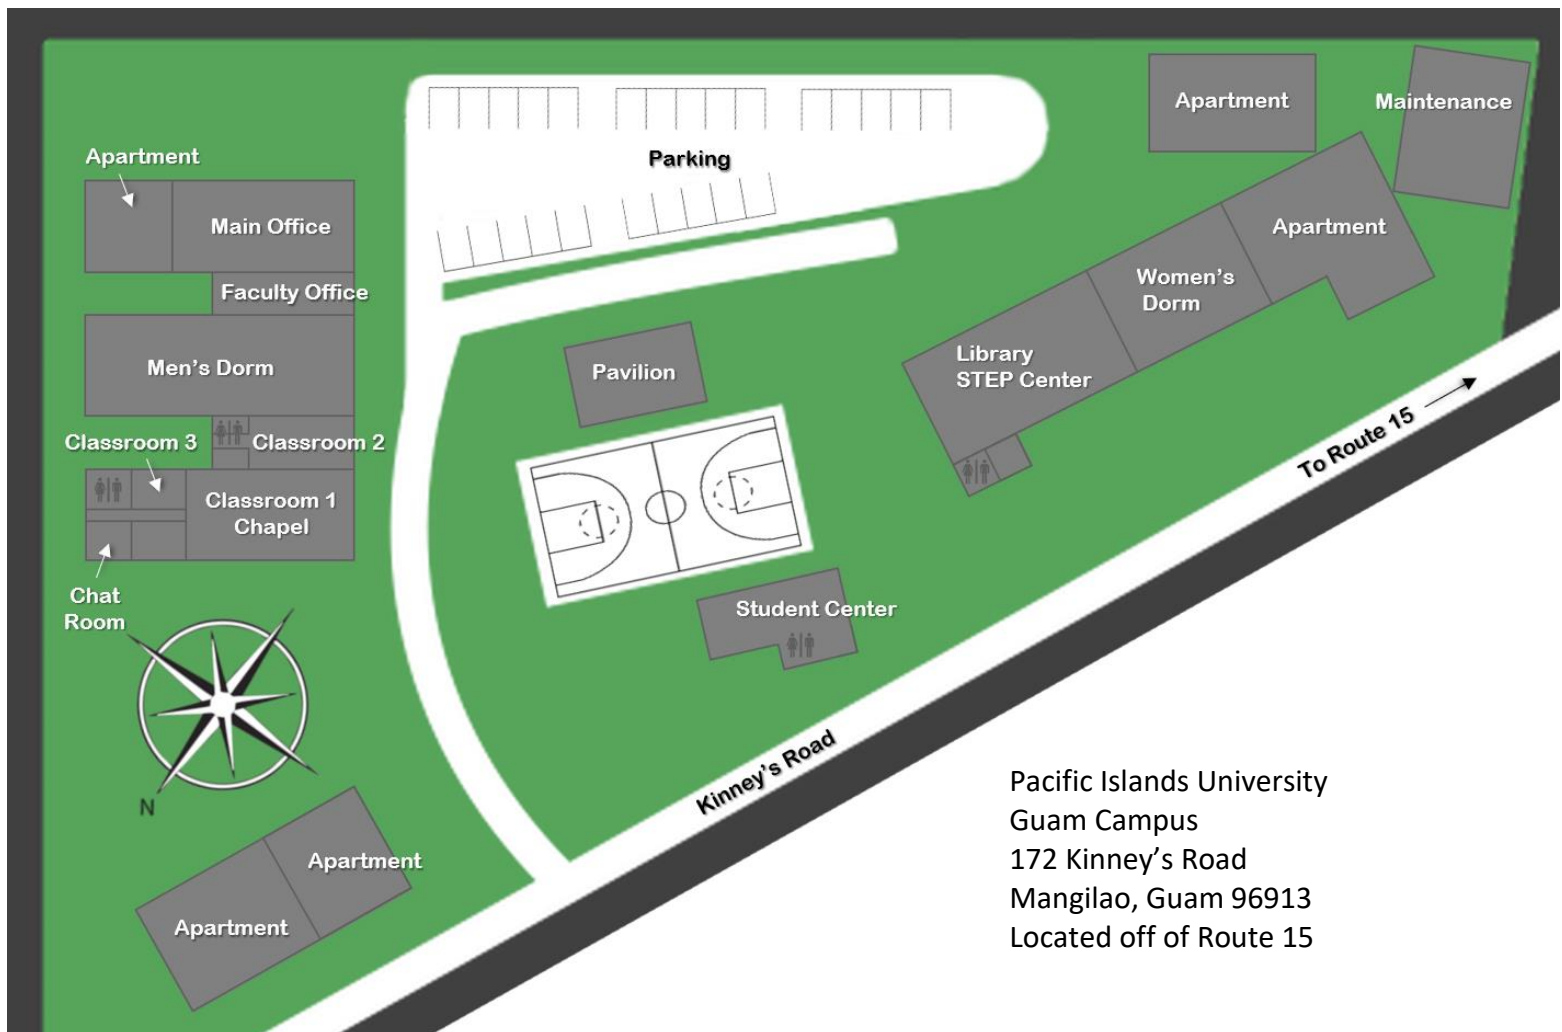 Apartment
Maintenance
Parking
Apartment
Main Office
Apartment
Faculty Office
Women's
Dorm
Library
STEP Center
Men's Dorm
Pavilion
To Route 15
Classroom 3
Classroom 2
Classroom 1
Chapel
Chat
Room
Student Center
N
Kinney's Road
Apartment
Apartment
Pacific Islands University
Guam Campus
172 Kinney’s Road
Mangilao, Guam 96913
Located off of Route 15